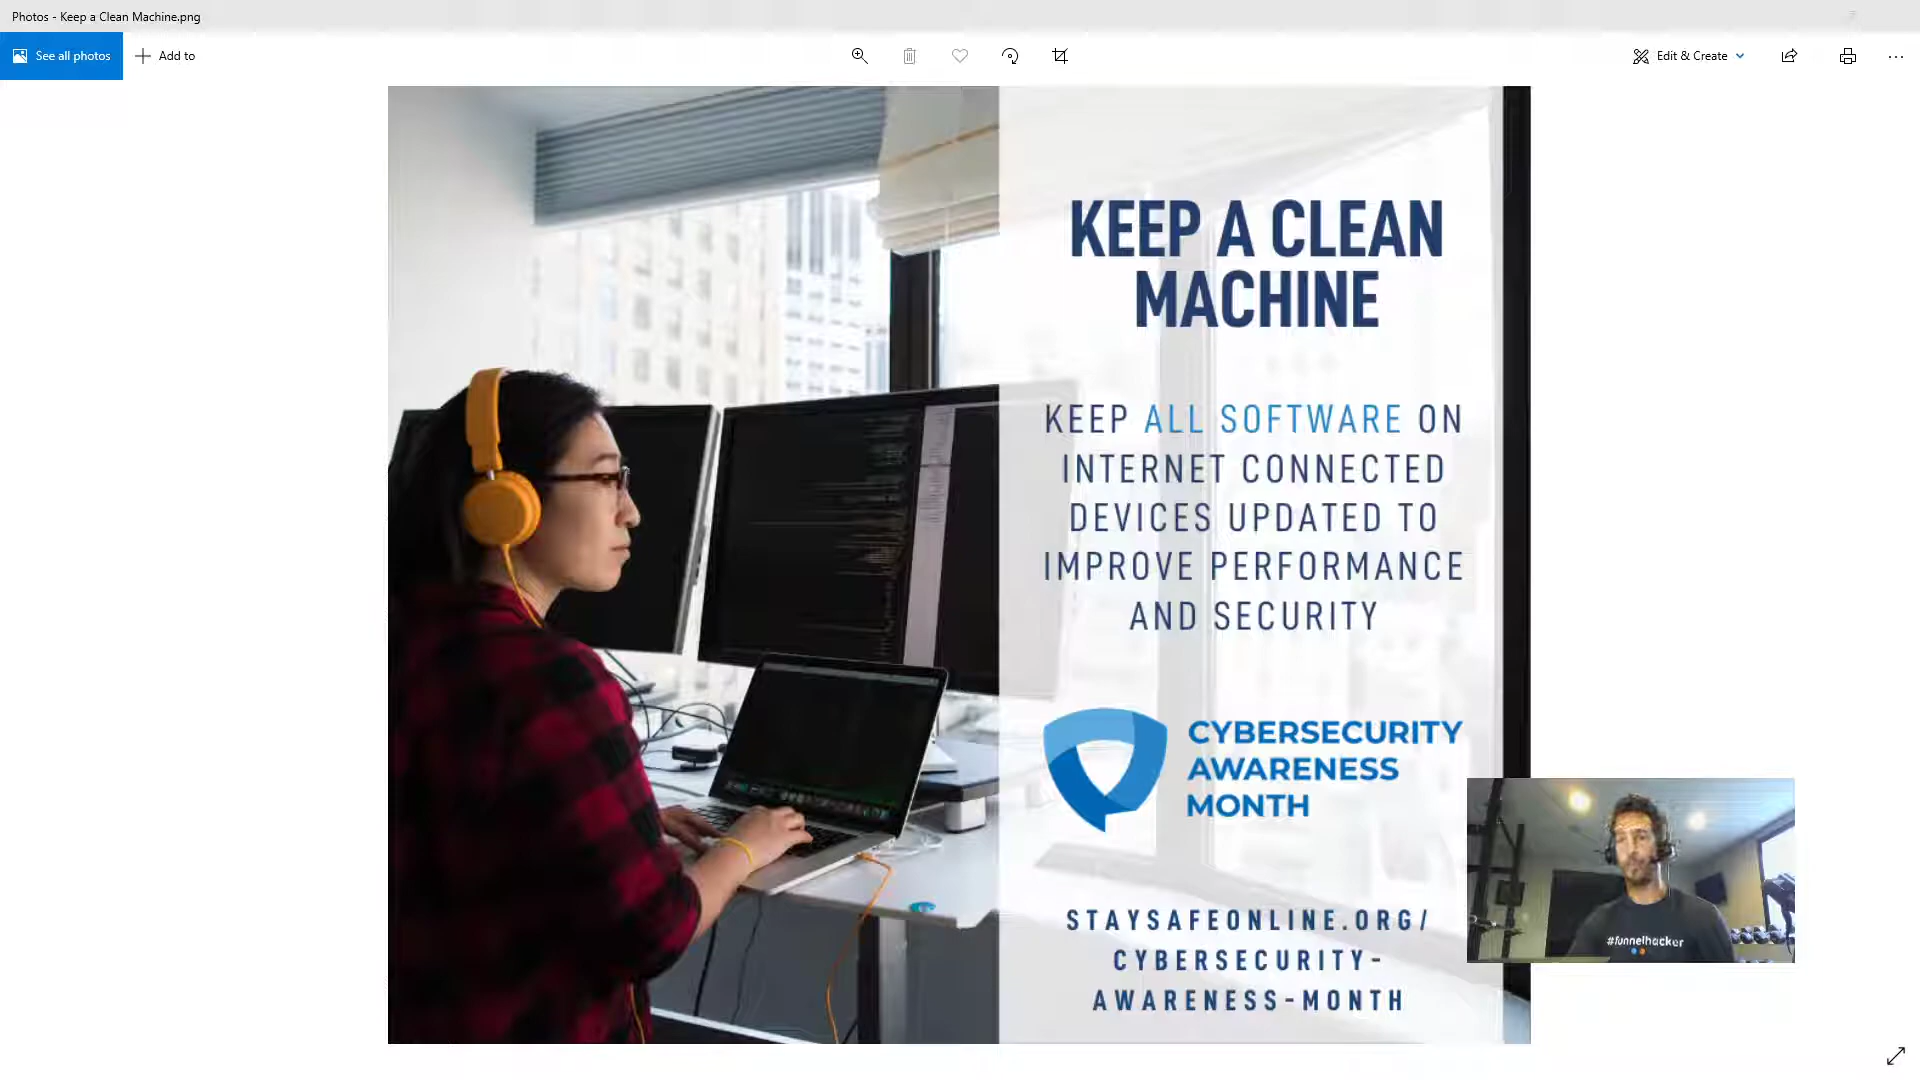 Photos - Keep a Clean Machine.png
See all photos
Add to
Edit & Create
KEEP A CLEAN
MACHINE
KEEP ALL SOFTWARE ON
INTERNET CONNECTED
DEVICES UPDATED TO
IMPROVE PERFORMANCE
AND SECURITY
CYBERSECURITY
AWARENESS
MONTH
STAYSAFEONLINE.ORG/
CYBERSECURITY-
AWARENESS-MONTH
#funnelhacker